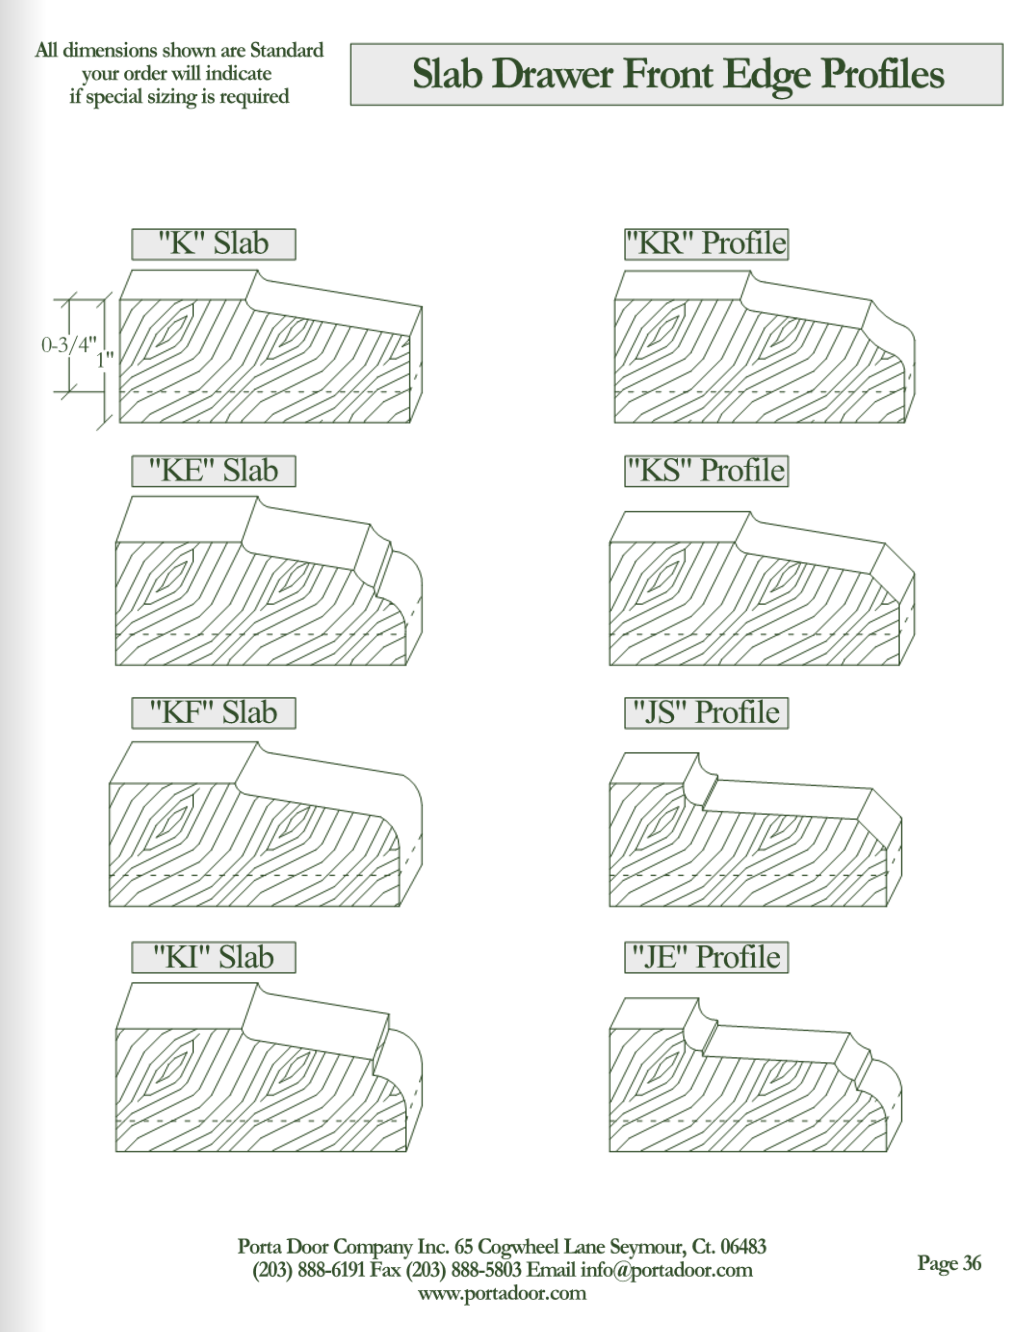 All dimensions shown are Standard
your order will indicate
if special sizing is required
Slab Drawer Front Edge Profiles
"K" Slab
"KR" Profile
0-3/4"
1"
"KE" Slab
"KS" Profile
"KF" Slab
"JS" Profile
"KI" Slab
"JE" Profile
Porta Door Company Inc. 65 Cogwheel Lane Seymour, Ct. 06483
(203) 888-6191 Fax (203) 888-5803 Email info@portadoor.com
www.portadoor.com
Page 36